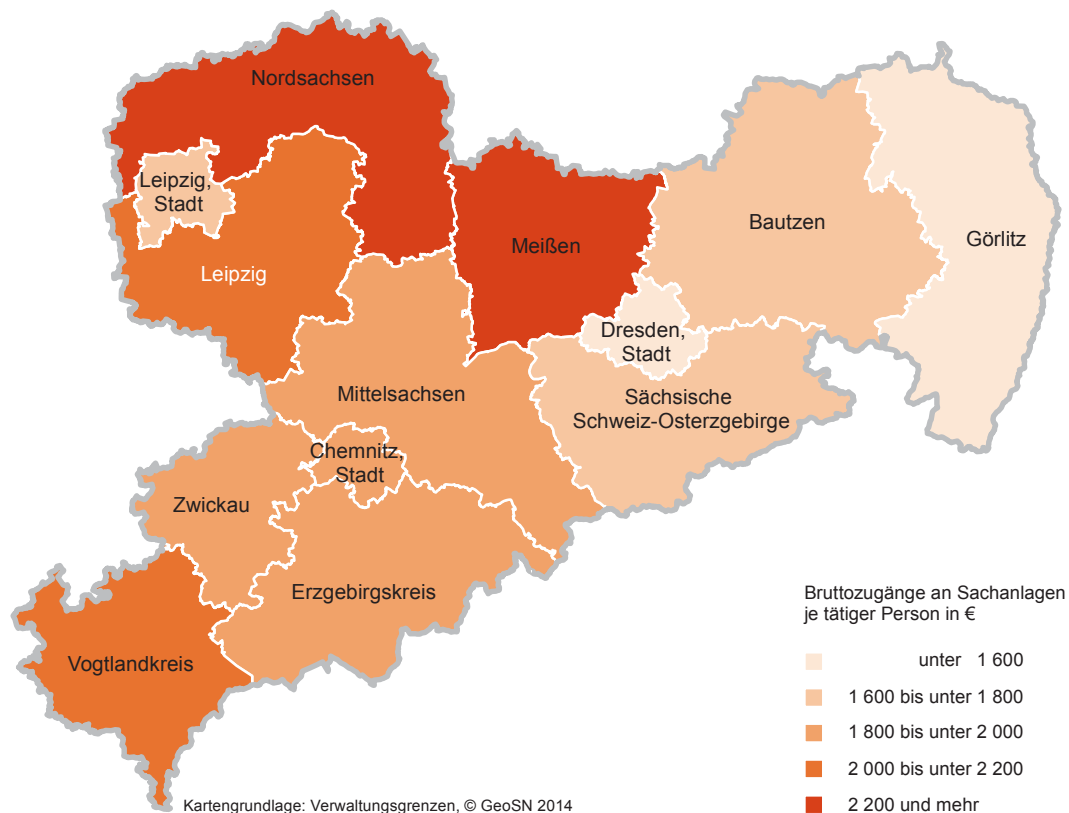 Nordsachsen
Leipzig,
Stadt
Leipzig
Meißen
Bautzen
Görlitz
Dresden,
Stadt
Sächsische
Schweiz-Osterzgebirge
Mittelsachsen
Chemnitz,
Stadt
Zwickau
Erzgebirgskreis
Vogtlandkreis
Bruttozugänge an Sachanlagen
je tätiger Person in €
unter 1 600
1 600 bis unter 1 800
1 800 bis unter 2 000
2 000 bis unter 2 200
2 200 und mehr
Kartengrundlage: Verwaltungsgrenzen, © GeoSN 2014